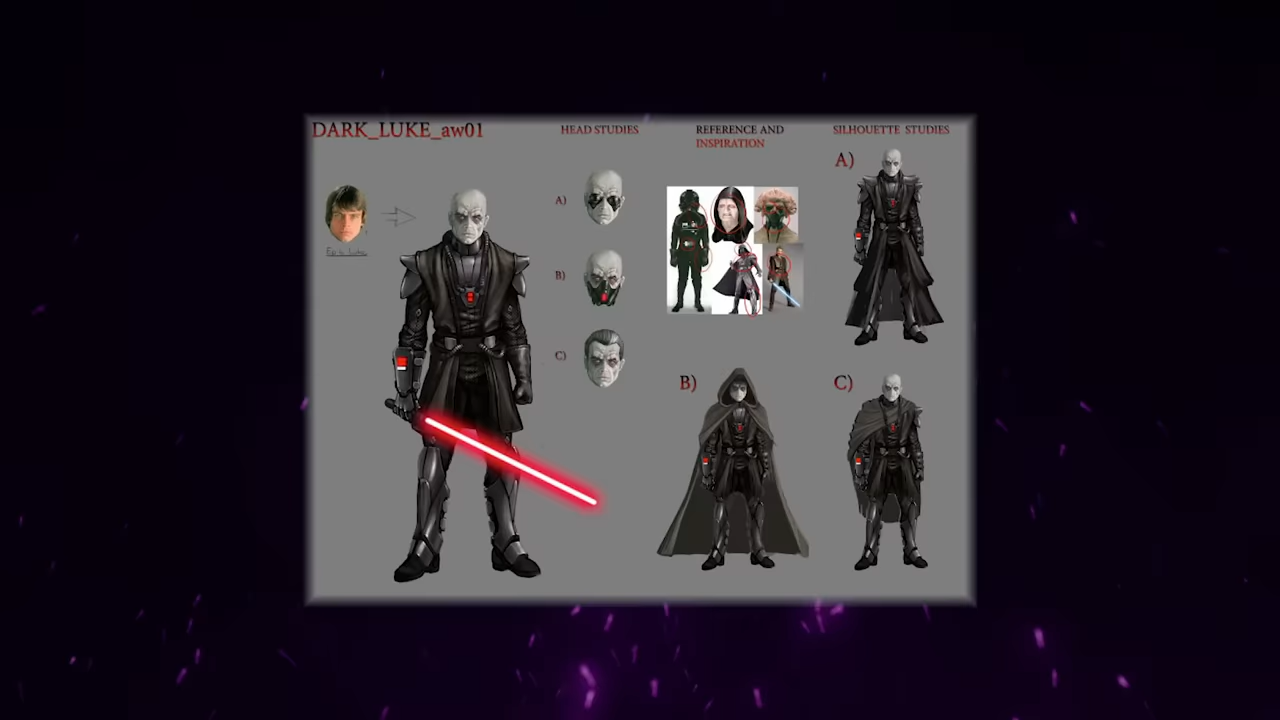 DARK_LUKE_aw01
HEAD STUDIES
REFERENCE AND
INSPIRATION
SILHOUETTE STUDIES
A)
B)
C)
A)
B)
C)